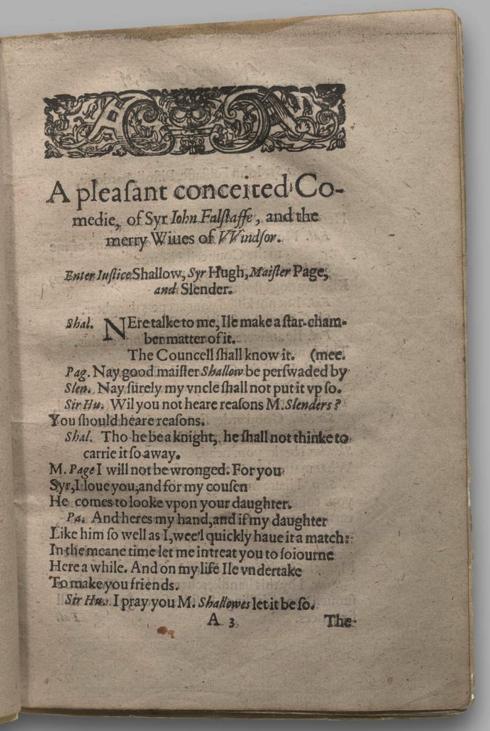 A pleaſant conceited Co-
medie, of Syr Iohn Falſtaffe, and the
merry Wiues of VVindſor.
Enter Iuſtice Shallow, Syr Hugh, Maiſter Page,
and Slender.
Shal. NEre talke to me, Ile make a ſtar-cham-
ber matter of it.
The Councell ſhall know it. (mee.
Pag. Nay good maiſter Shallow be perſwaded by
Slen. Nay ſurely my vncle ſhall not put it vp ſo.
Sir Hu. Wil you not heare reaſons M. Slenders?
You ſhould heare reaſons.
Shal. Tho he be a knight, he ſhall not thinke to
carrie it ſo away.
M. Page I will not be wronged. For you
Syr, I loue you, and for my couſen
He comes to looke vpon your daughter.
Pa. And heres my hand, and if my daughter
Like him ſo well as I, wee'l quickly haue it a match:
In the meane time let me intreat you to ſoiourne
Here a while. And on my life Ile vndertake
To make you friends.
Sir Hu. I pray you M. Shallowes let it be ſo.
A 3 The